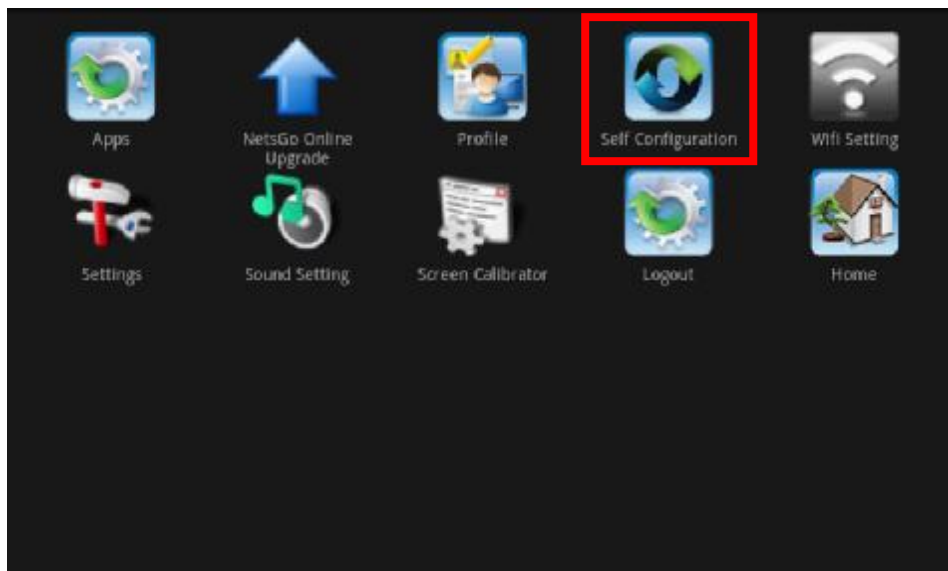 Apps
NetsGo Online
Upgrade
Profile
Self Configuration
Wifi Setting
Settings
Sound Setting
Screen Calibrator
Logout
Home